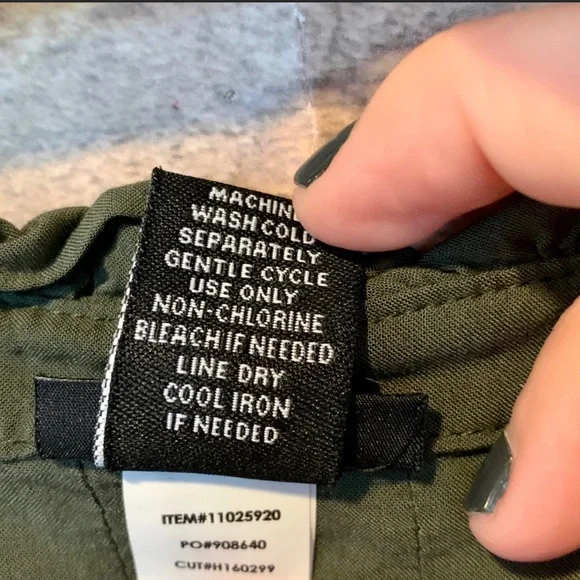 MACHINE
WASH COLD
SEPARATELY
GENTLE CYCLE
USE ONLY
NON-CHLORINE
BLEACH IF NEEDED
LINE DRY
COOL IRON
IF NEEDED
ITEM#11025920
PO#908640
CUT#H160299